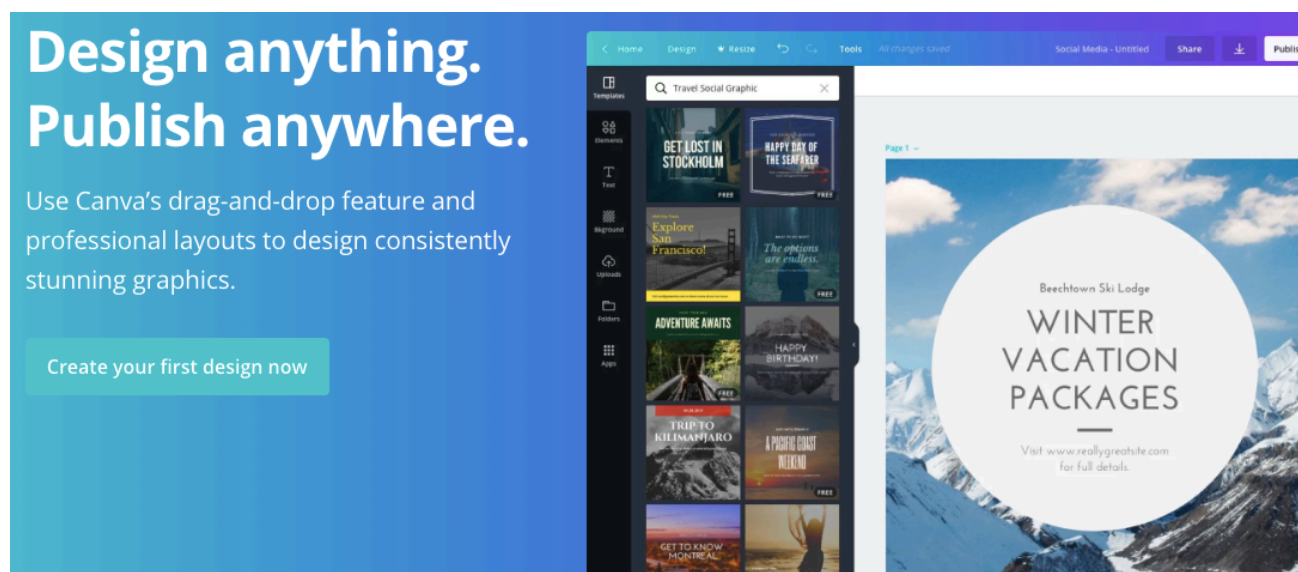 Design anything.
Publish anywhere.
Use Canva's drag-and-drop feature and
professional layouts to design consistently
stunning graphics.
Create your first design now
Home
Design
Resize
Tools
All changes saved
Social Media - Untitled
Share
Templates
Elements
Text
Bkground
Uploads
Folders
Apps
Travel Social Graphic
GET LOST IN
STOCKHOLM
FREE
HAPPY DAY OF
THE SEAFARER
FREE
Explore
San
Francisco!
The options
are endless.
FREE
ADVENTURE AWAITS
FREE
HAPPY
BIRTHDAY!
TRIP TO
KILIMANJARO
A PACIFIC COAST
WEEKEND
FREE
GET TO KNOW
MONTREAL
Page 1
Beechtown Ski Lodge
WINTER
VACATION
PACKAGES
Visit www.reallygreatsite.com
for full details.